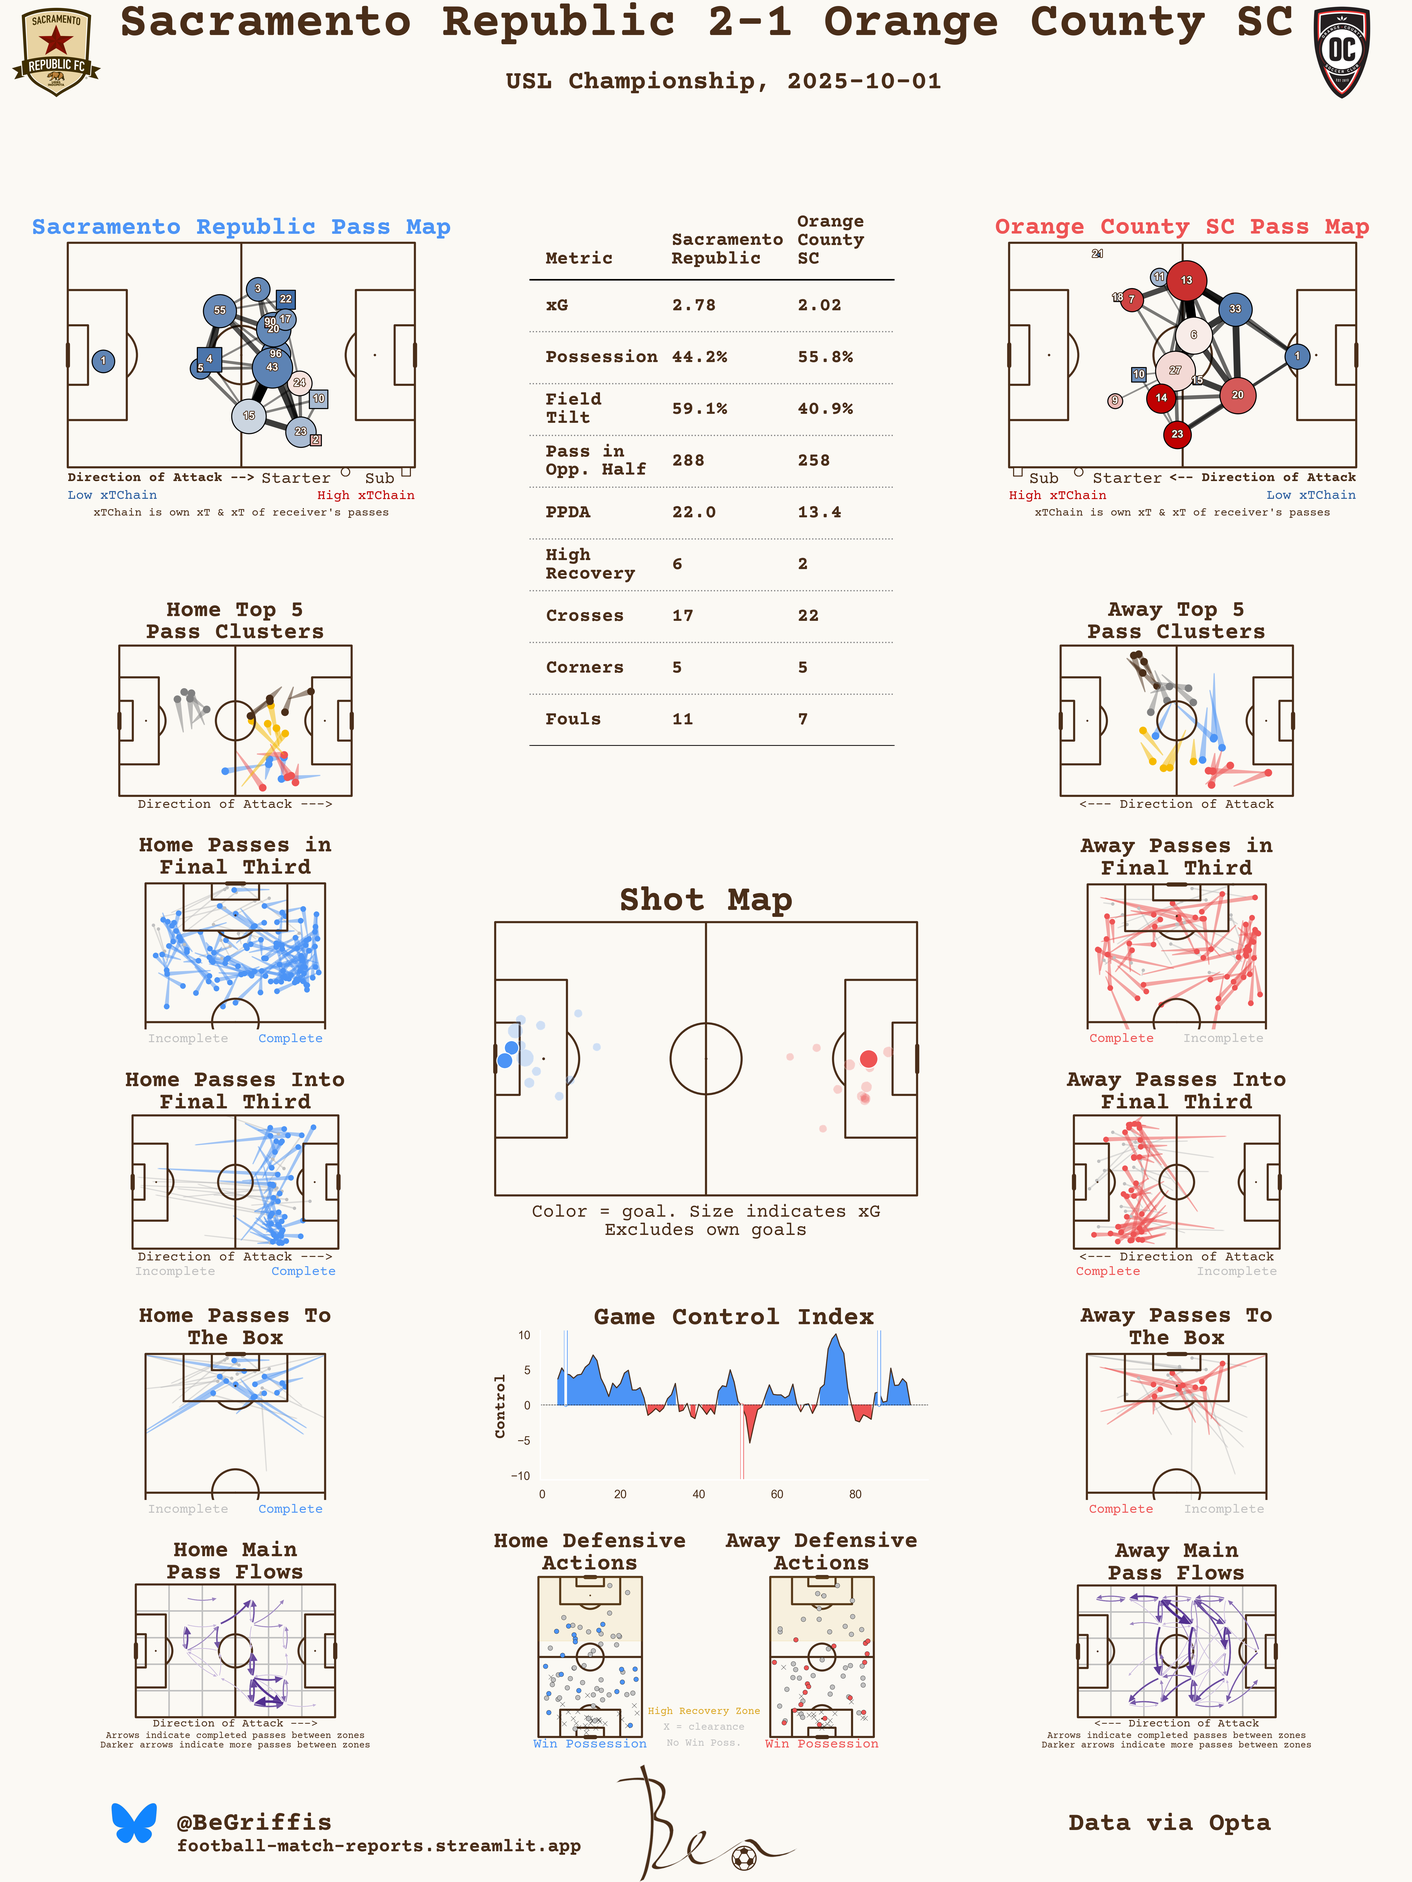 Sacramento Republic 2-1 Orange County SC
USL Championship, 2025-10-01
SACRAMENTO
REPUBLIC FC
ORANGE COUNTY
OC
SOCCER CLUB
Sacramento Republic Pass Map
1
55
3
22
90
20
17
5
4
96
43
24
15
10
23
2
Direction of Attack --> Starter Sub
Low xTChain High xTChain
xTChain is own xT & xT of receiver's passes
Metric Sacramento Republic Orange County SC
xG 2.78 2.02
Possession 44.2% 55.8%
Field Tilt 59.1% 40.9%
Pass in Opp. Half 288 258
PPDA 22.0 13.4
High Recovery 6 2
Crosses 17 22
Corners 5 5
Fouls 11 7
Orange County SC Pass Map
21
11
13
18
7
33
6
1
27
10
15
9
14
20
23
Sub Starter <-- Direction of Attack
High xTChain Low xTChain
xTChain is own xT & xT of receiver's passes
Home Top 5
Pass Clusters
Direction of Attack --->
Away Top 5
Pass Clusters
<--- Direction of Attack
Home Passes in
Final Third
Incomplete Complete
Away Passes in
Final Third
Complete Incomplete
Shot Map
Color = goal. Size indicates xG
Excludes own goals
Home Passes Into
Final Third
Direction of Attack --->
Incomplete Complete
Away Passes Into
Final Third
<--- Direction of Attack
Complete Incomplete
Home Passes To
The Box
Incomplete Complete
Game Control Index
Control
10
5
0
−5
−10
0 20 40 60 80
Away Passes To
The Box
Complete Incomplete
Home Main
Pass Flows
Direction of Attack --->
Arrows indicate completed passes between zones
Darker arrows indicate more passes between zones
Home Defensive
Actions
Win Possession
High Recovery Zone
X = clearance
No Win Poss.
Away Defensive
Actions
Win Possession
Away Main
Pass Flows
<--- Direction of Attack
Arrows indicate completed passes between zones
Darker arrows indicate more passes between zones
@BeGriffis
football-match-reports.streamlit.app
Ben
Data via Opta